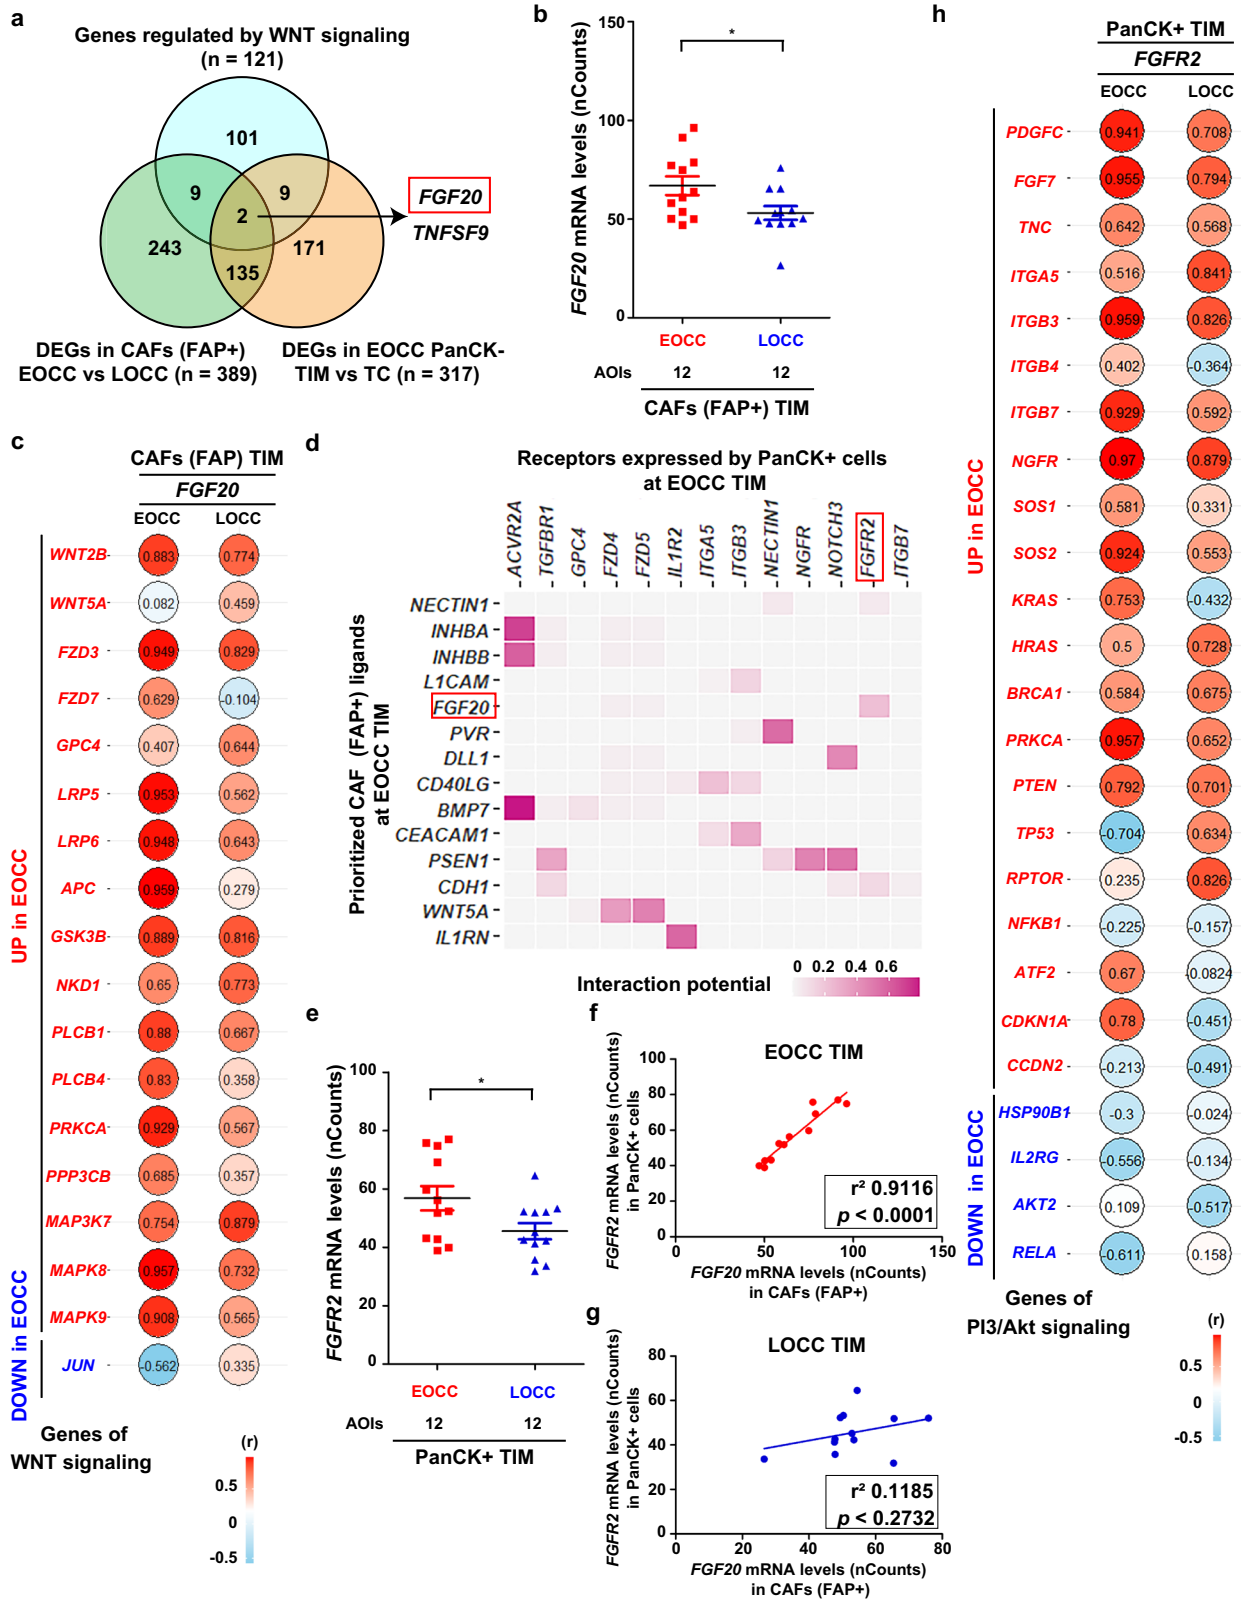 a
Genes regulated by WNT signaling
(n = 121)
101
9
9
2
243
171
135
FGF20
TNFSF9
DEGs in CAFs (FAP+)
EOCC vs LOCC (n = 389)
DEGs in EOCC PanCK-
TIM vs TC (n = 317)
b
FGF20 mRNA levels (nCounts)
150
100
50
0
*
EOCC
LOCC
AOIs
12
12
CAFs (FAP+) TIM
c
CAFs (FAP) TIM
FGF20
EOCC LOCC
WNT2B 0.883 0.774
WNT5A 0.082 0.459
FZD3 0.949 0.829
FZD7 0.629 -0.104
GPC4 0.407 0.644
LRP5 0.953 0.562
LRP6 0.948 0.643
APC 0.959 0.279
GSK3B 0.889 0.816
NKD1 0.65 0.773
PLCB1 0.88 0.667
PLCB4 0.83 0.358
PRKCA 0.929 0.567
PPP3CB 0.685 0.357
MAP3K7 0.754 0.879
MAPK8 0.957 0.732
MAPK9 0.908 0.565
JUN -0.562 0.335
UP in EOCC
DOWN in EOCC
Genes of
WNT signaling
(r)
0.5
0
-0.5
d
Receptors expressed by PanCK+ cells
at EOCC TIM
ACVR2A
TGFBR1
GPC4
FZD4
FZD5
IL1R2
ITGA5
ITGB3
NECTIN1
NGFR
NOTCH3
FGFR2
ITGB7
Prioritized CAF (FAP+) ligands
at EOCC TIM
NECTIN1
INHBA
INHBB
L1CAM
FGF20
PVR
DLL1
CD40LG
BMP7
CEACAM1
PSEN1
CDH1
WNT5A
IL1RN
Interaction potential
0 0.2 0.4 0.6
e
FGFR2 mRNA levels (nCounts)
100
80
60
40
20
0
*
EOCC
LOCC
AOIs
12
12
PanCK+ TIM
f
EOCC TIM
FGFR2 mRNA levels (nCounts)
in PanCK+ cells
100
80
60
40
20
0
r² 0.9116
p < 0.0001
0 50 100 150
FGF20 mRNA levels (nCounts)
in CAFs (FAP+)
g
LOCC TIM
FGFR2 mRNA levels (nCounts)
in PanCK+ cells
80
60
40
20
0
r² 0.1185
p < 0.2732
0 20 40 60 80
FGF20 mRNA levels (nCounts)
in CAFs (FAP+)
h
PanCK+ TIM
FGFR2
EOCC LOCC
PDGFC 0.941 0.708
FGF7 0.955 0.794
TNC 0.642 0.568
ITGA5 0.516 0.841
ITGB3 0.959 0.826
ITGB4 0.402 -0.364
ITGB7 0.929 0.592
NGFR 0.97 0.879
SOS1 0.581 0.331
SOS2 0.924 0.553
KRAS 0.753 -0.432
HRAS 0.5 0.728
BRCA1 0.584 0.675
PRKCA 0.957 0.652
PTEN 0.792 0.701
TP53 -0.704 0.634
RPTOR 0.235 0.826
NFKB1 -0.225 -0.157
ATF2 0.67 -0.0824
CDKN1A 0.78 -0.451
CCDN2 -0.213 -0.491
HSP90B1 -0.3 -0.024
IL2RG -0.556 -0.134
AKT2 0.109 -0.517
RELA -0.611 0.158
UP in EOCC
DOWN in EOCC
Genes of
PI3/Akt signaling
(r)
0.5
0
-0.5